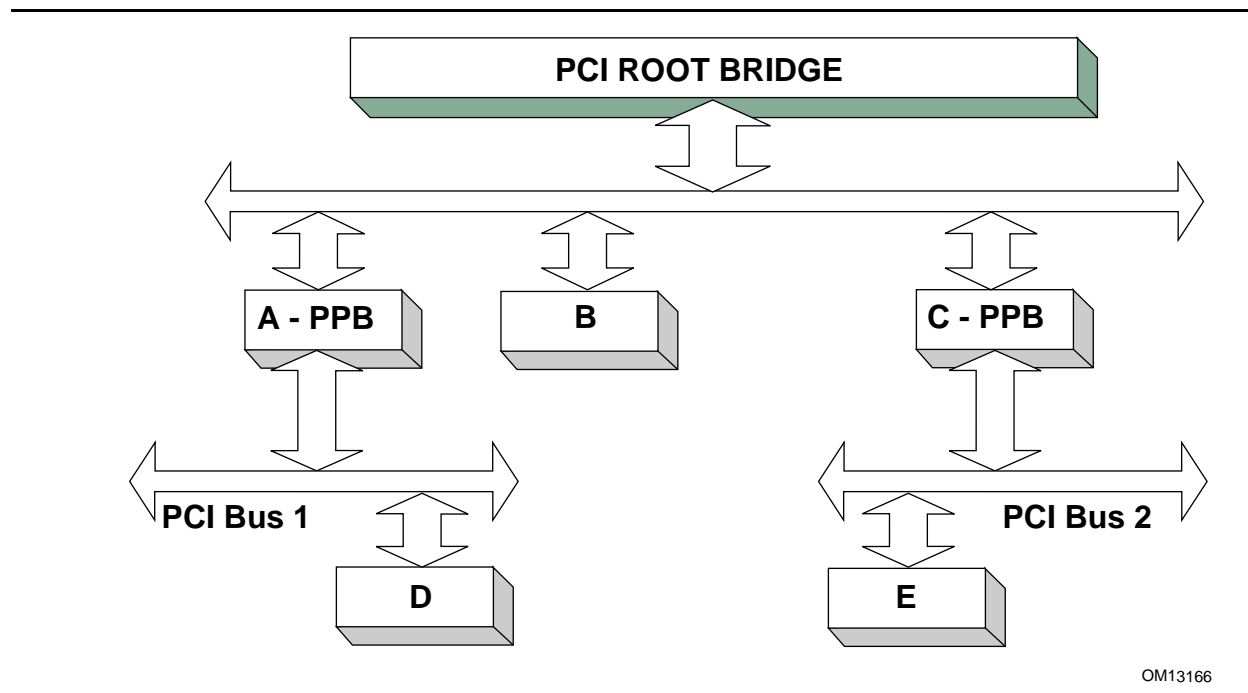 PCI ROOT BRIDGE
A - PPB
B
C - PPB
PCI Bus 1
PCI Bus 2
D
E
OM13166